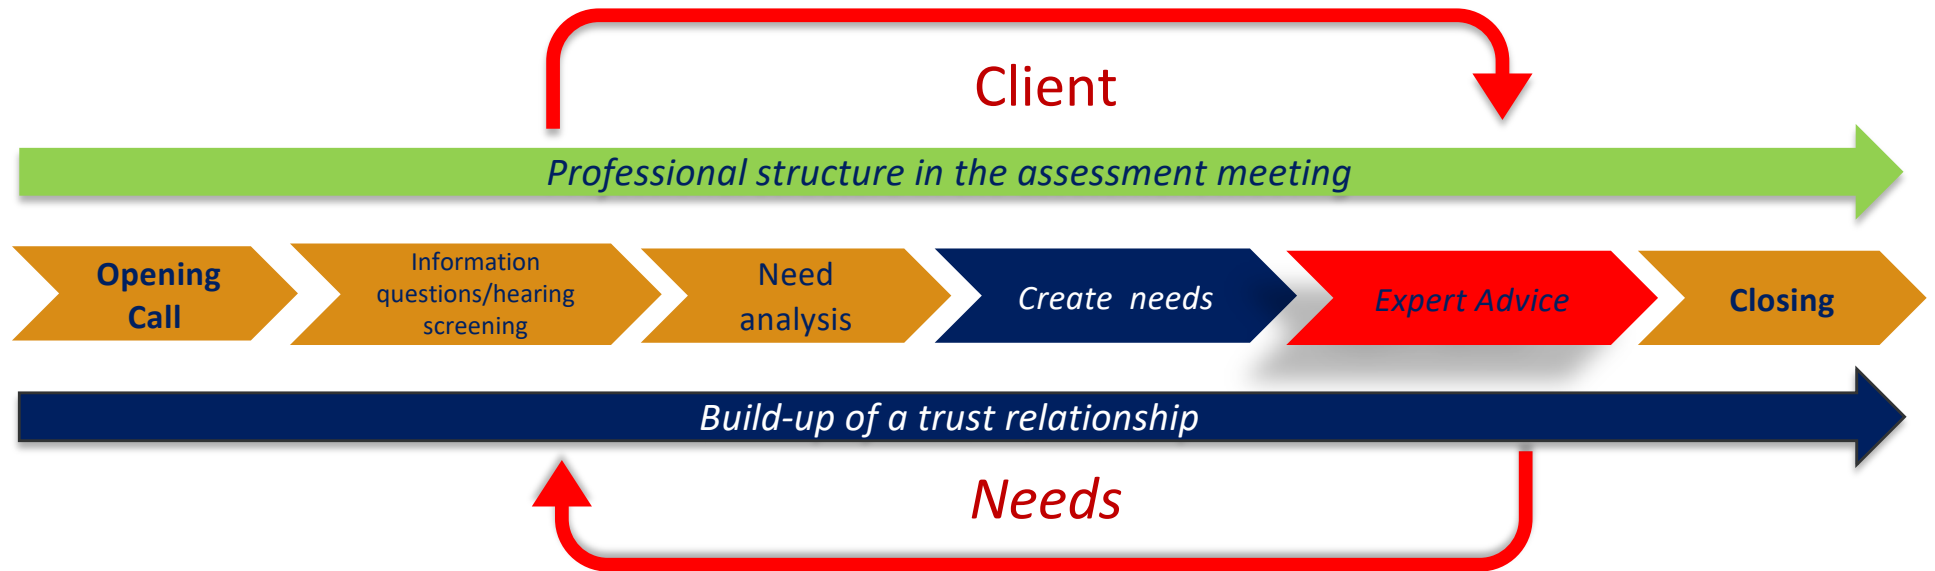 Client
Professional structure in the assessment meeting
Opening
Call
Information
questions/hearing
screening
Need
analysis
Create needs
Expert Advice
Closing
Build-up of a trust relationship
Needs